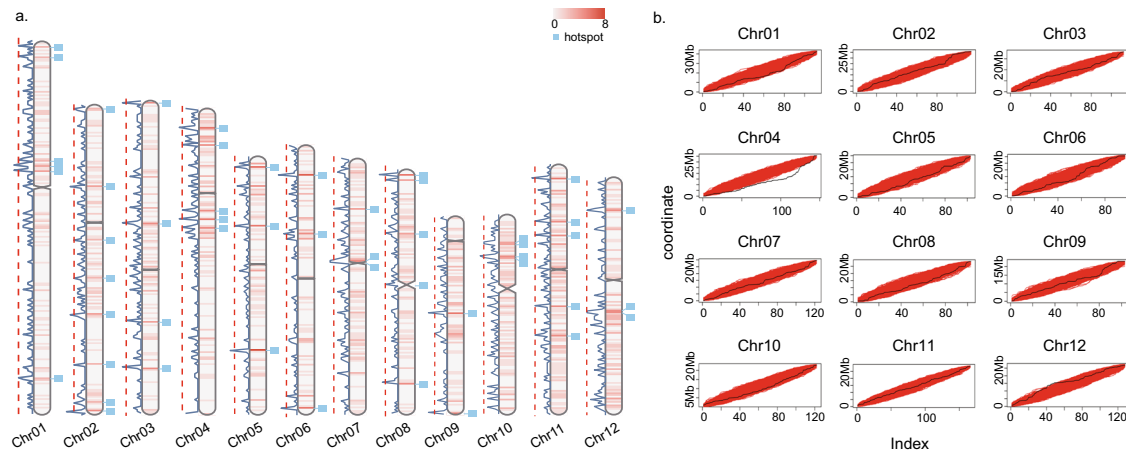 a.
0 8
hotspot
Chr01 Chr02 Chr03 Chr04 Chr05 Chr06 Chr07 Chr08 Chr09 Chr10 Chr11 Chr12
b.
Chr01 Chr02 Chr03
0 30Mb 0 25Mb 0 20Mb
0 40 80 0 40 80 0 40 80
Chr04 Chr05 Chr06
0 25Mb 0 20Mb 0 20Mb
0 100 0 40 80 0 40 80
coordinate
Chr07 Chr08 Chr09
0 20Mb 0 20Mb 0 15Mb
0 40 80 120 0 40 80 0 40 80
Chr10 Chr11 Chr12
5Mb 20Mb 0 20Mb 0 20Mb
0 40 80 120 0 100 0 40 80 120
Index